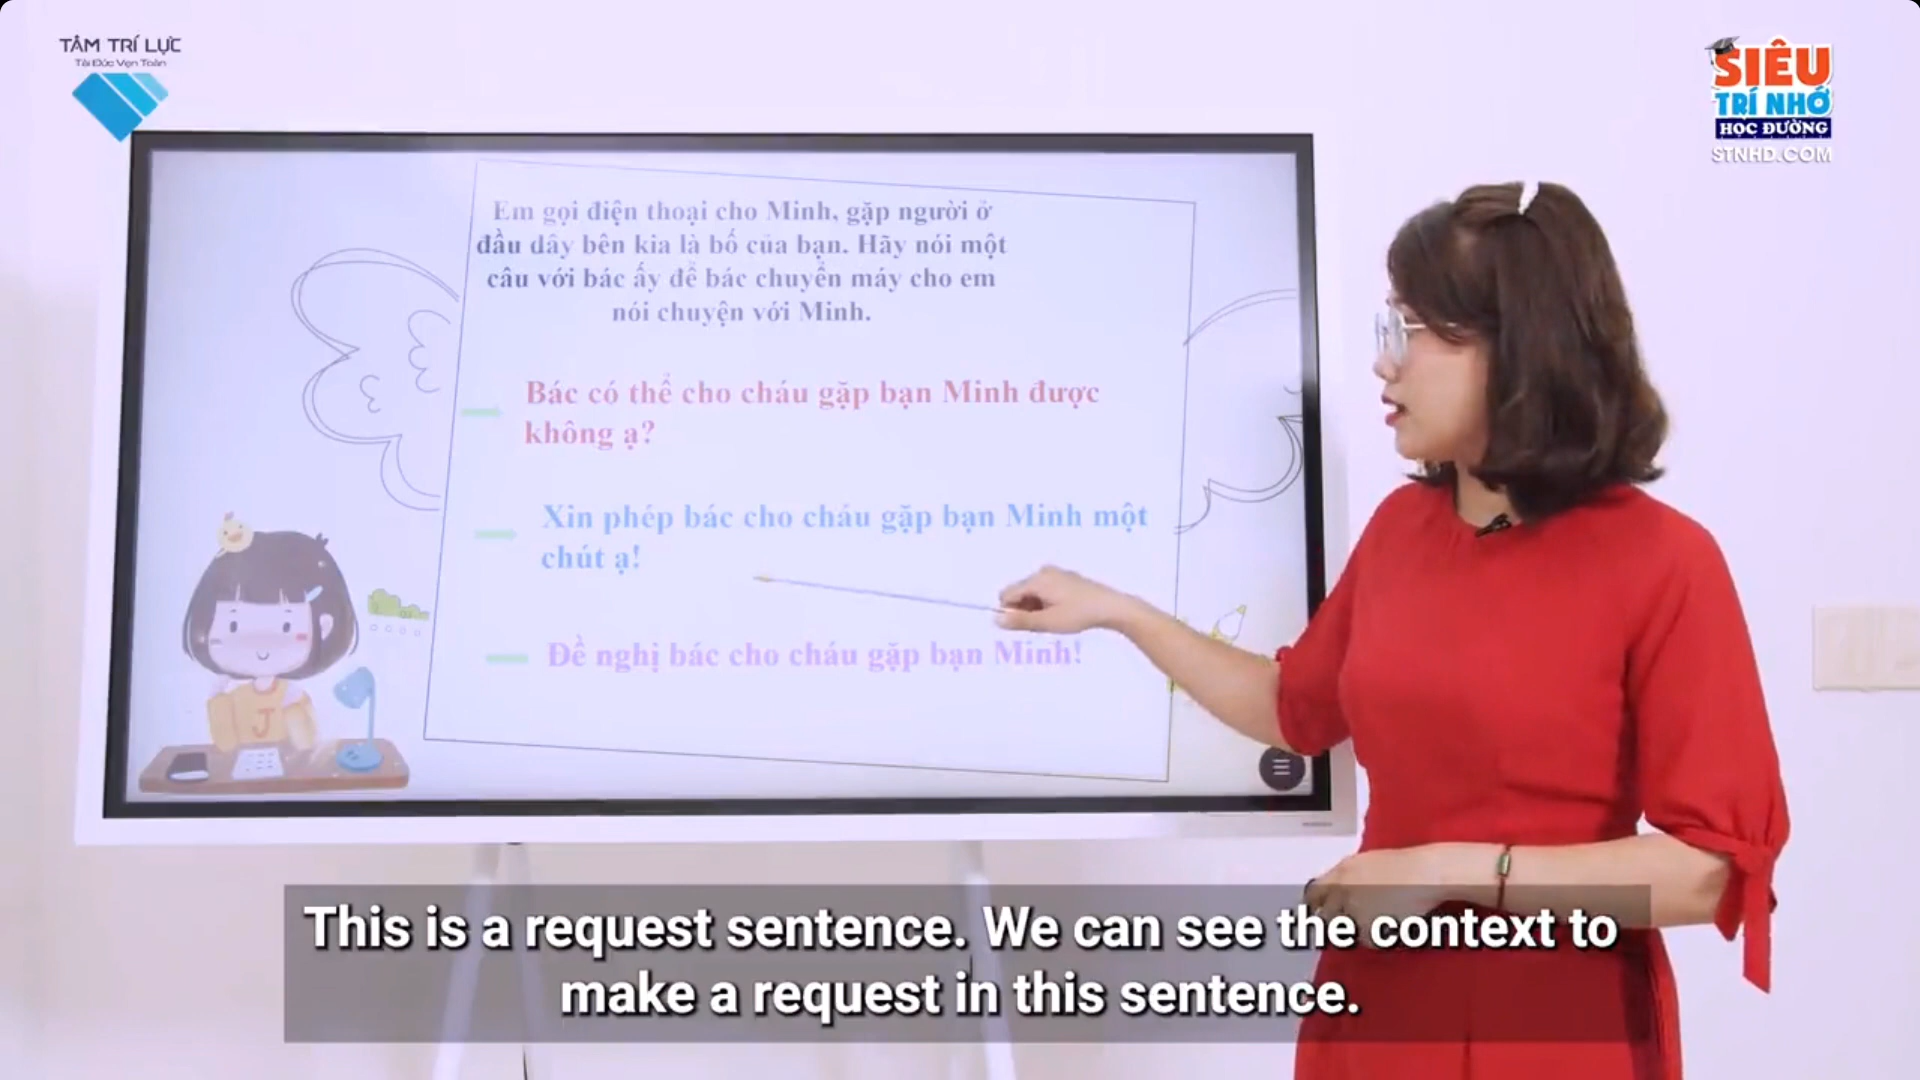 TÂM TRÍ LỰC
Tài Đức Vẹn Toàn
SIÊU
TRÍ NHỚ
HỌC ĐƯỜNG
STNHD.COM
Em gọi điện thoại cho Minh, gặp người ở
đầu dây bên kia là bố của bạn. Hãy nói một
câu với bác ấy để bác chuyển máy cho em
nói chuyện với Minh.
Bác có thể cho cháu gặp bạn Minh được
không ạ?
Xin phép bác cho cháu gặp bạn Minh một
chút ạ!
Đề nghị bác cho cháu gặp bạn Minh!
J
This is a request sentence. We can see the context to
make a request in this sentence.